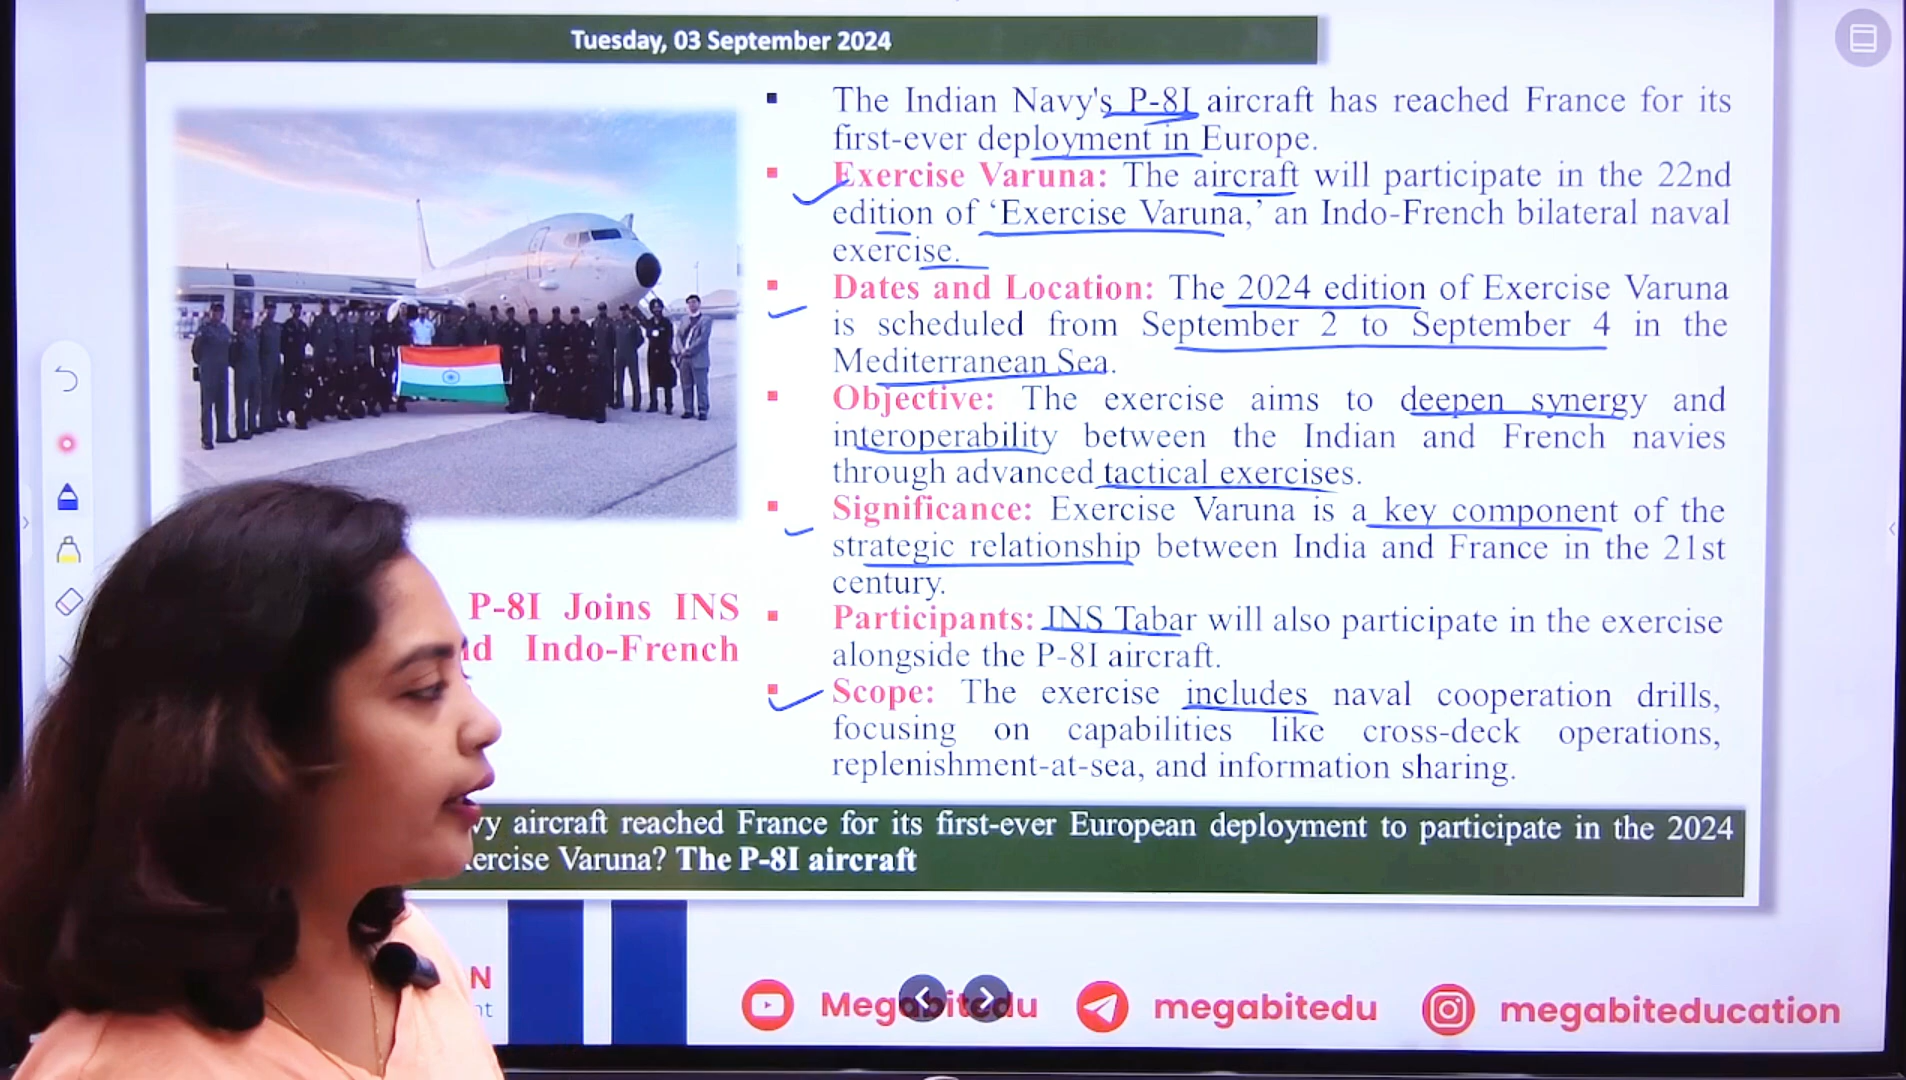 Tuesday, 03 September 2024
The Indian Navy's P-8I aircraft has reached France for its
first-ever deployment in Europe.
Exercise Varuna: The aircraft will participate in the 22nd
edition of ‘Exercise Varuna,’ an Indo-French bilateral naval
exercise.
Dates and Location: The 2024 edition of Exercise Varuna
is scheduled from September 2 to September 4 in the
Mediterranean Sea.
Objective: The exercise aims to deepen synergy and
interoperability between the Indian and French navies
through advanced tactical exercises.
Significance: Exercise Varuna is a key component of the
strategic relationship between India and France in the 21st
century.
Participants: INS Tabar will also participate in the exercise
alongside the P-8I aircraft.
Scope: The exercise includes naval cooperation drills,
focusing on capabilities like cross-deck operations,
replenishment-at-sea, and information sharing.
P-8I Joins INS
Indo-French
aircraft reached France for its first-ever European deployment to participate in the 2024
Varuna? The P-8I aircraft
megabitedu
megabiteducation